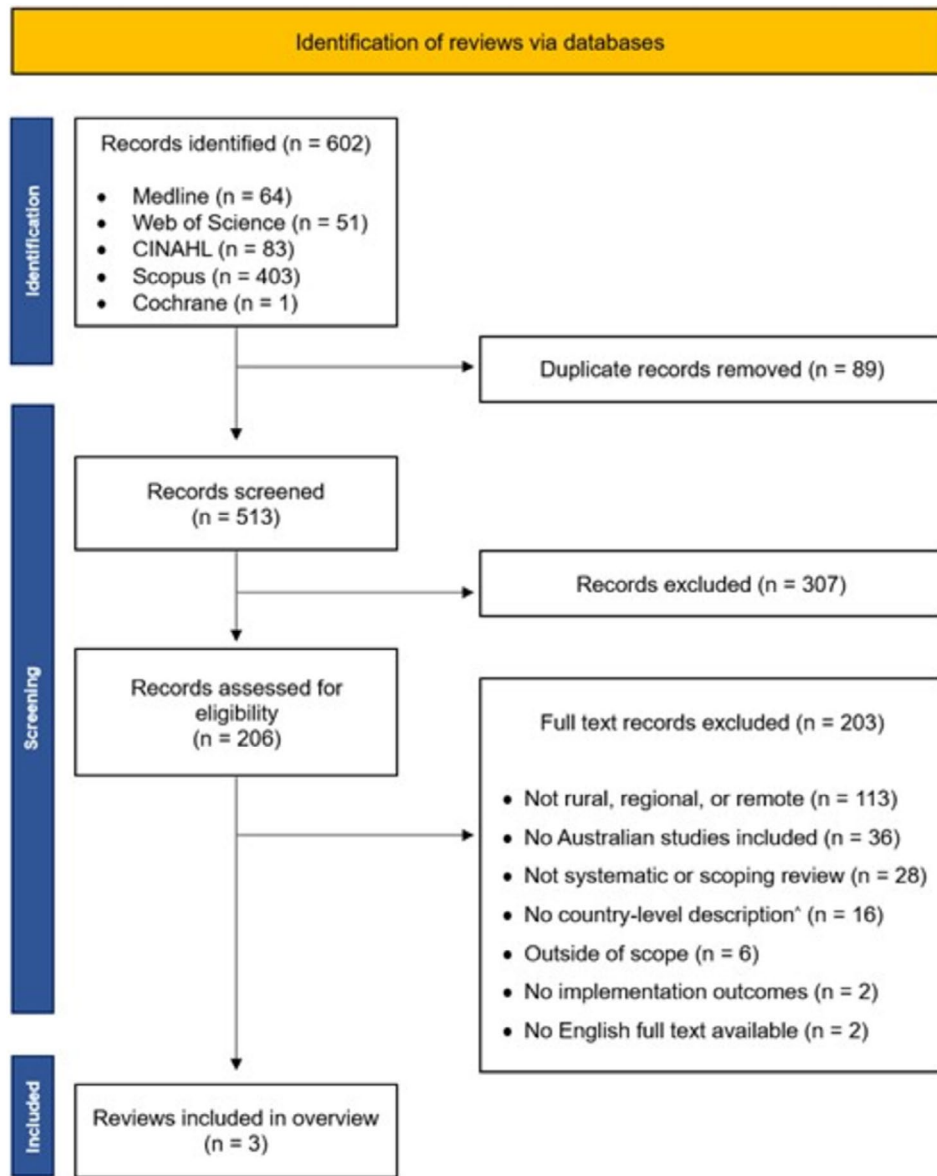 Identification of reviews via databases
Identification
Records identified (n = 602)
• Medline (n = 64)
• Web of Science (n = 51)
• CINAHL (n = 83)
• Scopus (n = 403)
• Cochrane (n = 1)
Duplicate records removed (n = 89)
Screening
Records screened
(n = 513)
Records excluded (n = 307)
Records assessed for
eligibility
(n = 206)
Full text records excluded (n = 203)
• Not rural, regional, or remote (n = 113)
• No Australian studies included (n = 36)
• Not systematic or scoping review (n = 28)
• No country-level description^ (n = 16)
• Outside of scope (n = 6)
• No implementation outcomes (n = 2)
• No English full text available (n = 2)
Included
Reviews included in overview
(n = 3)